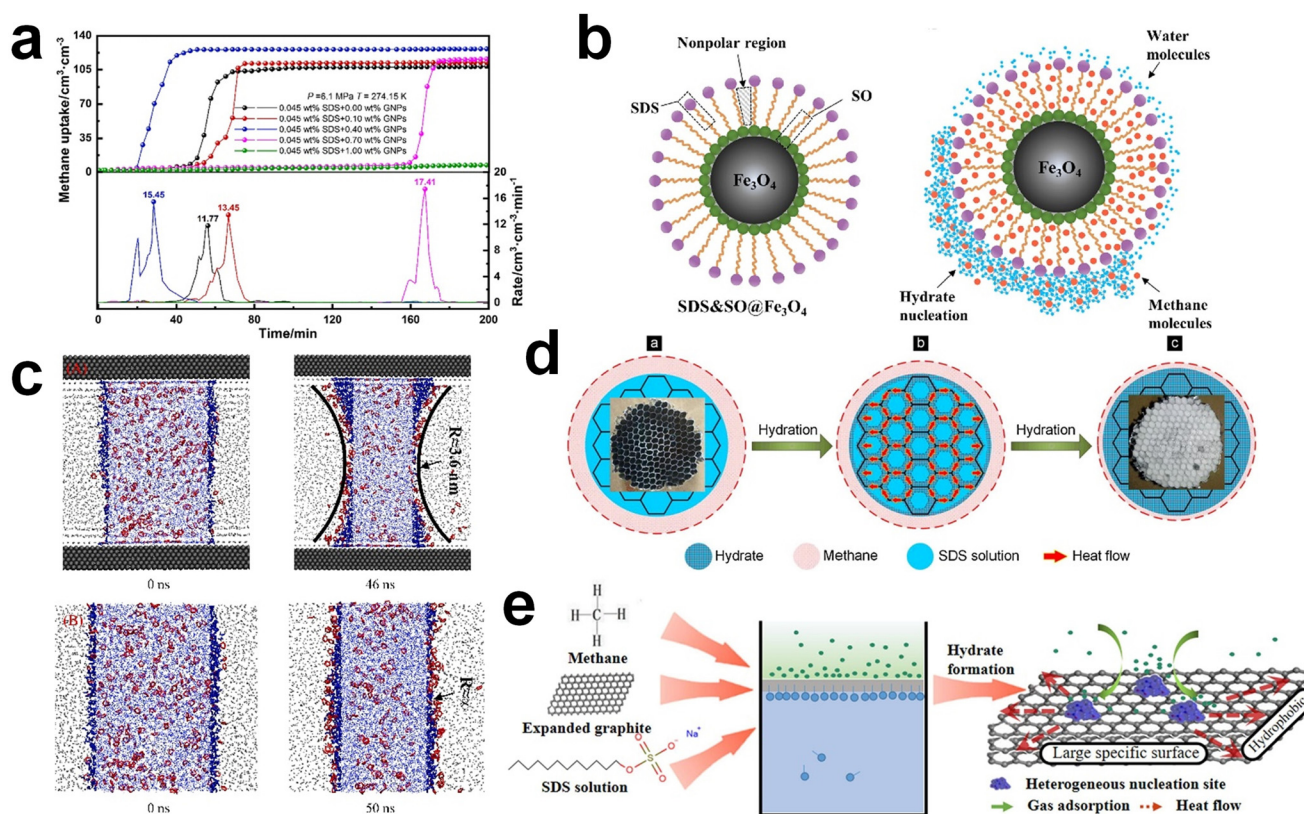 a
Methane uptake/cm³·cm⁻³
140
105
70
35
0
P =6.1 MPa T = 274.15 K
0.045 wt% SDS+0.00 wt% GNPs
0.045 wt% SDS+0.10 wt% GNPs
0.045 wt% SDS+0.40 wt% GNPs
0.045 wt% SDS+0.70 wt% GNPs
0.045 wt% SDS+1.00 wt% GNPs
20
16
12
8
4
0
Rate/cm³·cm⁻³·min⁻¹
15.45
11.77
13.45
17.41
0
40
80
120
160
200
Time/min
b
Nonpolar region
SDS
SO
Fe₃O₄
SDS&SO@Fe₃O₄
Water
molecules
Fe₃O₄
Hydrate
nucleation
Methane
molecules
c
(A)
R≈3.6 nm
0 ns
46 ns
(B)
R≈∞
0 ns
50 ns
d
a
b
c
Hydration
Hydration
Hydrate
Methane
SDS solution
Heat flow
e
H
H C H
H
Methane
Expanded graphite
O
O⁻ Na⁺
S
O
O
SDS solution
Hydrate
formation
Large specific surface
Hydrophobic
Heterogeneous nucleation site
Gas adsorption
Heat flow